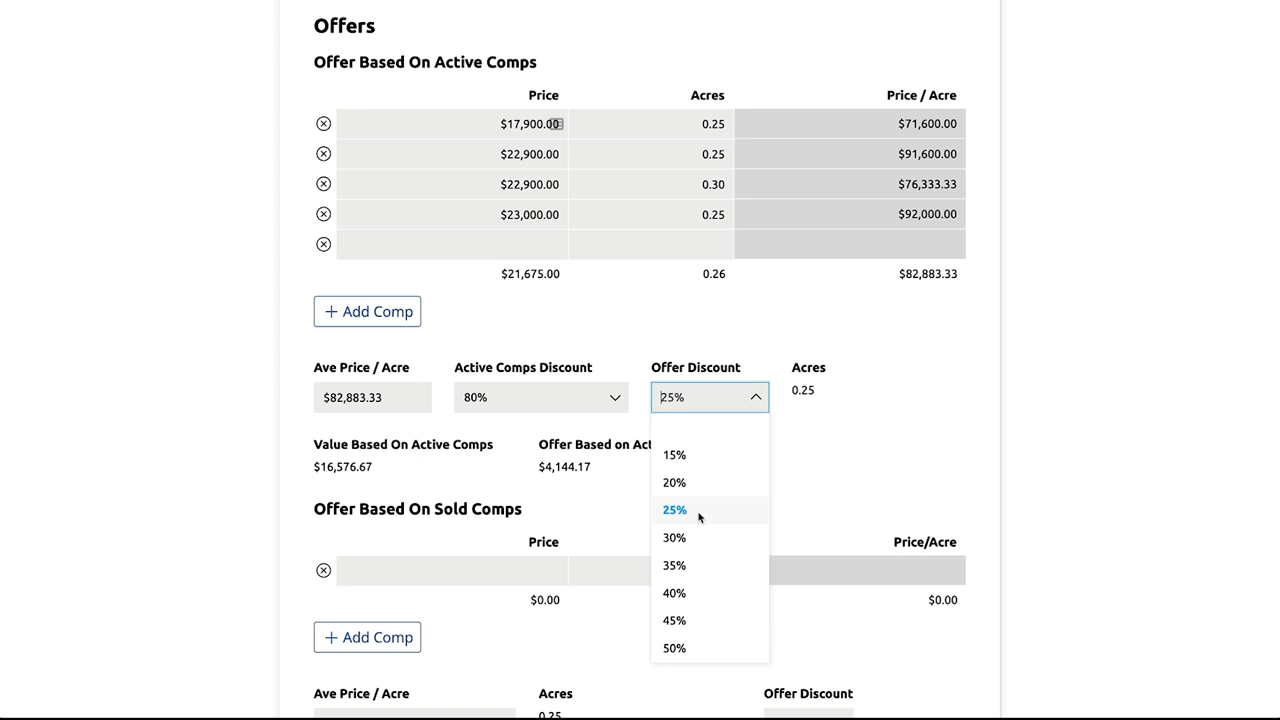 Offers
Offer Based On Active Comps
Price Acres Price / Acre
$17,900.00 0.25 $71,600.00
$22,900.00 0.25 $91,600.00
$22,900.00 0.30 $76,333.33
$23,000.00 0.25 $92,000.00
$21,675.00 0.26 $82,883.33
+ Add Comp
Ave Price / Acre Active Comps Discount Offer Discount Acres
$82,883.33 80% 25% 0.25
Value Based On Active Comps Offer Based on Act
$16,576.67 $4,144.17
15%
20%
25%
30%
35%
40%
45%
50%
Offer Based On Sold Comps
Price Price/Acre
$0.00 $0.00
+ Add Comp
Ave Price / Acre Acres Offer Discount
0.25